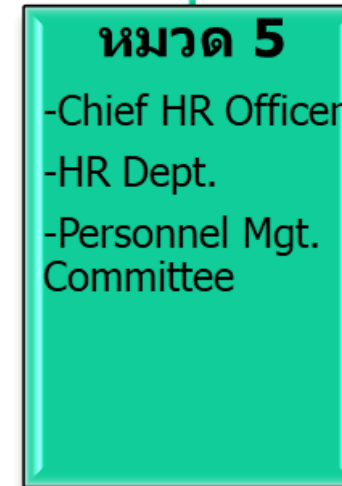 หมวด 5
-Chief HR Officer
-HR Dept.
-Personnel Mgt.
Committee